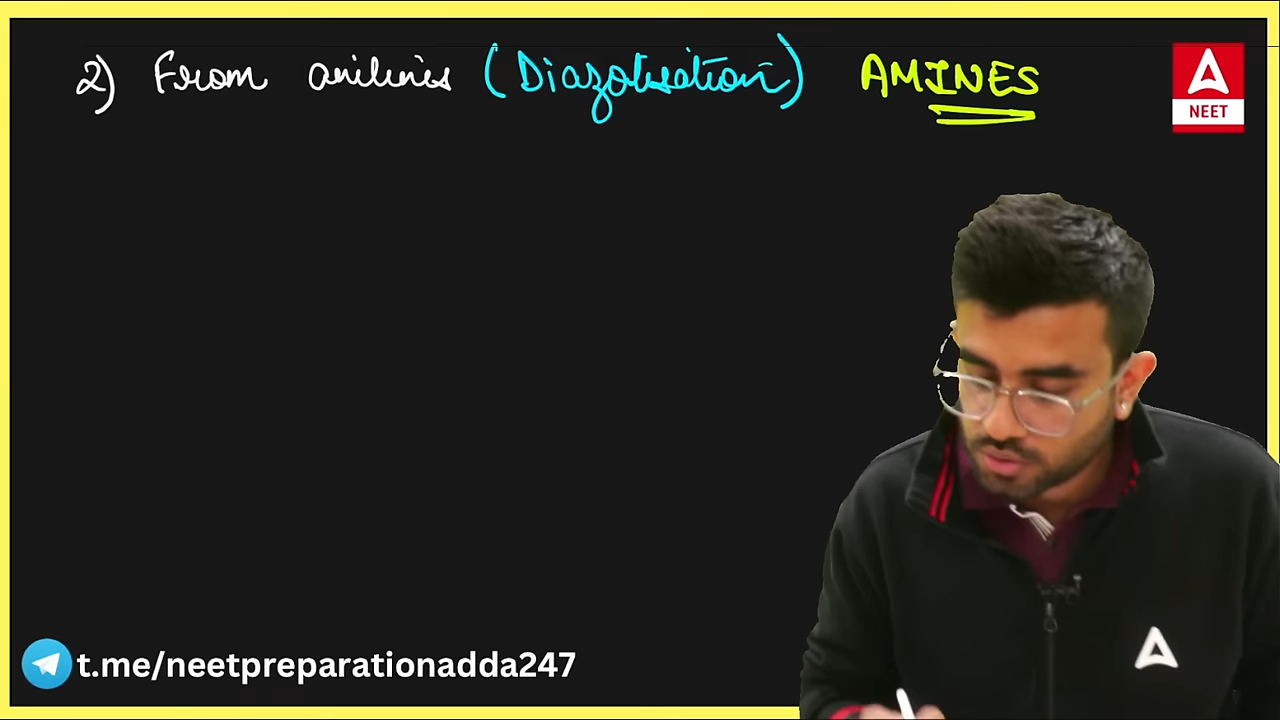 2) From anilines (Diazotisation) AMINES
NEET
t.me/neetpreparationadda247